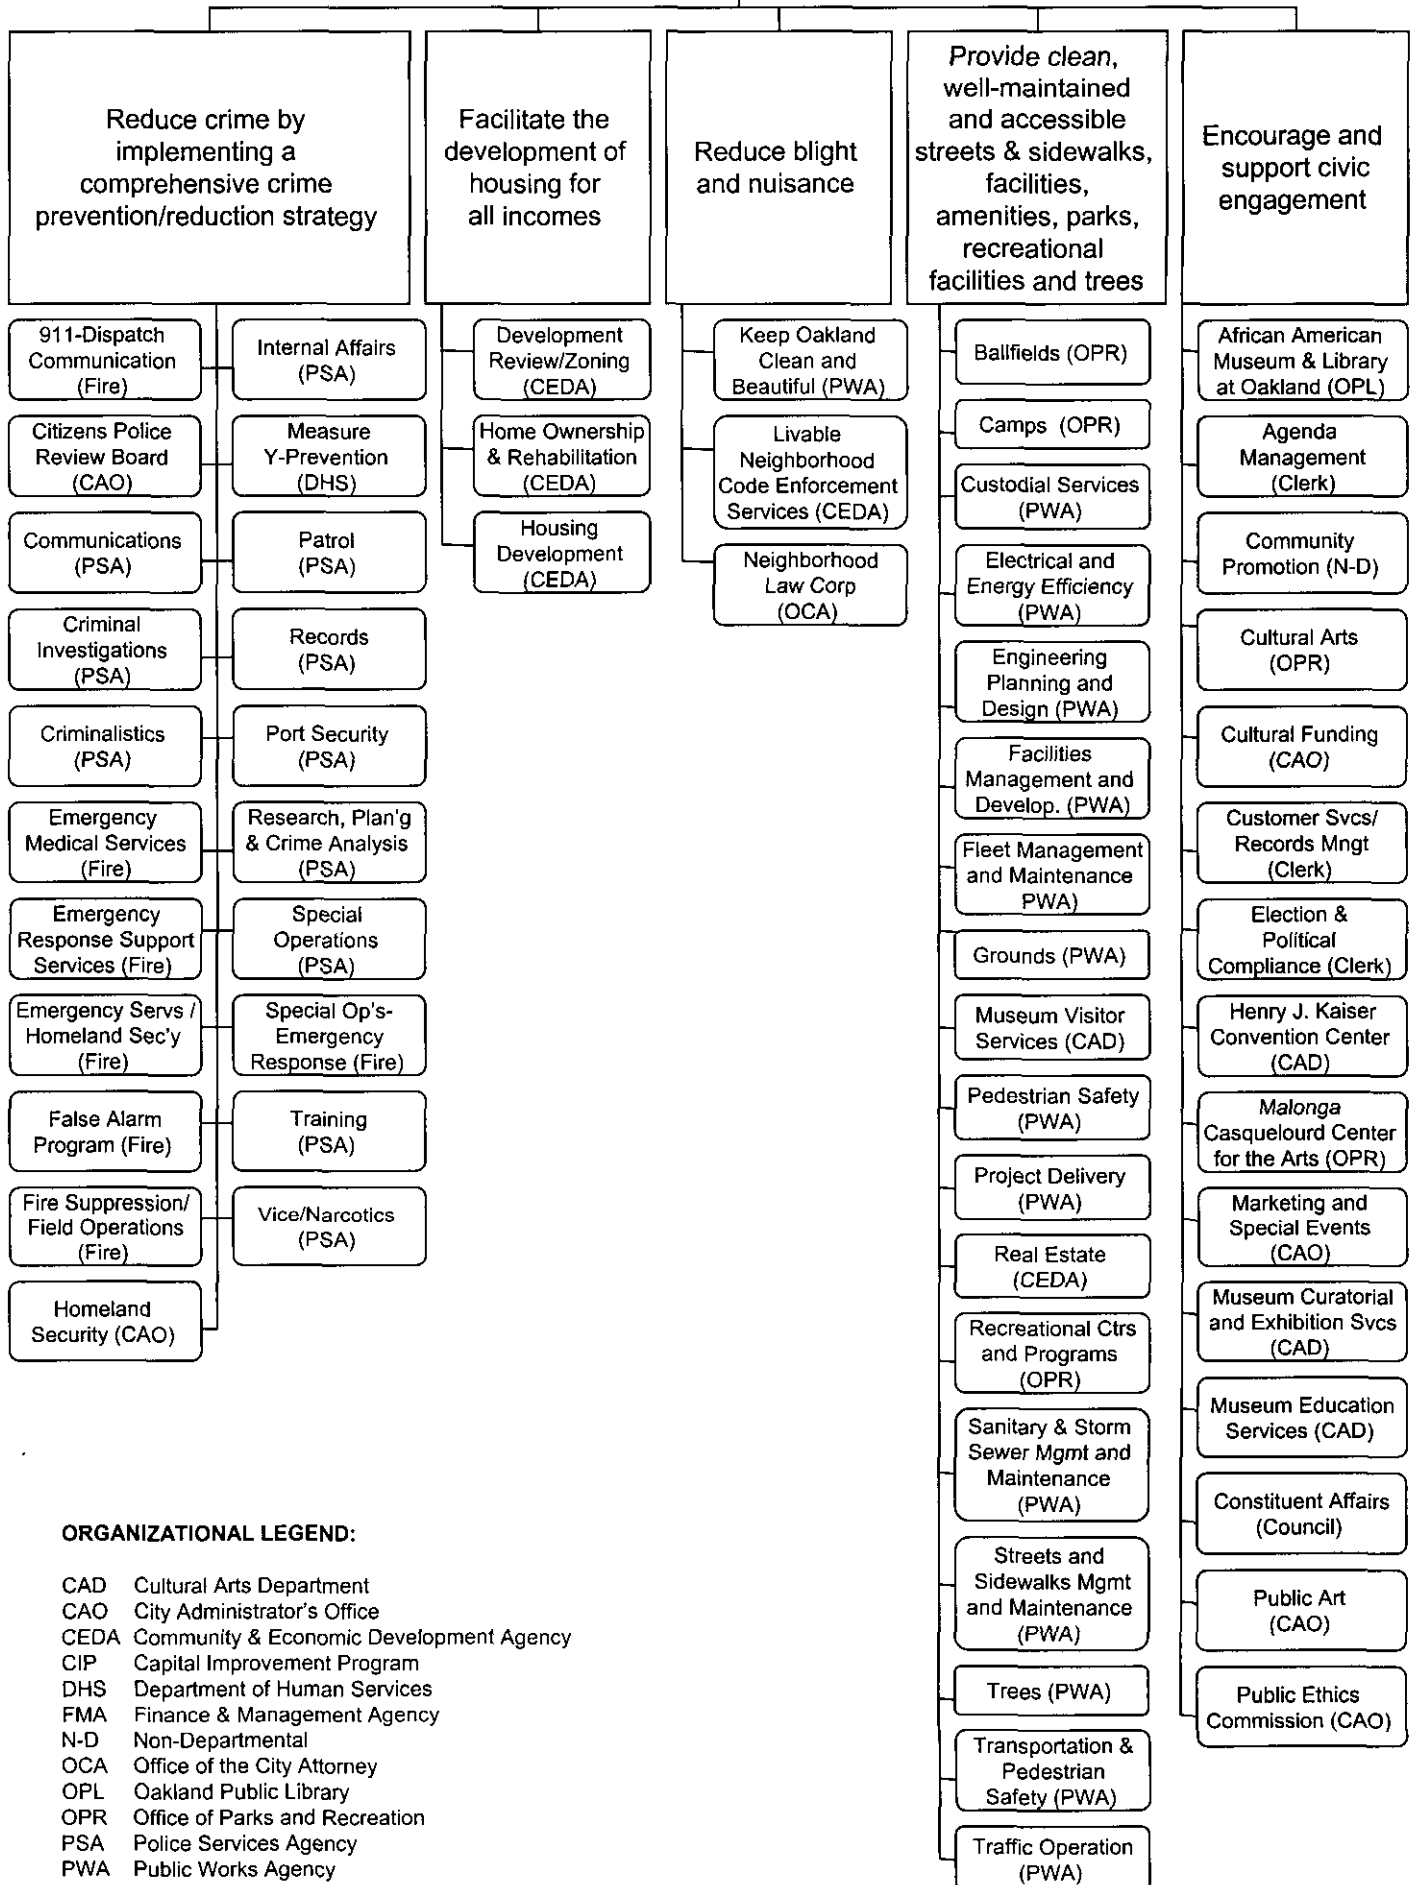 Reduce crime by
implementing a
comprehensive crime
prevention/reduction strategy
Facilitate the
development of
housing for
all incomes
Reduce blight
and nuisance
Provide clean,
well-maintained
and accessible
streets & sidewalks,
facilities,
amenities, parks,
recreational
facilities and trees
Encourage and
support civic
engagement
911-Dispatch
Communication
(Fire)
Citizens Police
Review Board
(CAO)
Communications
(PSA)
Criminal
Investigations
(PSA)
Criminalistics
(PSA)
Emergency
Medical Services
(Fire)
Emergency
Response Support
Services (Fire)
Emergency Servs /
Homeland Sec'y
(Fire)
False Alarm
Program (Fire)
Fire Suppression/
Field Operations
(Fire)
Homeland
Security (CAO)
Internal Affairs
(PSA)
Measure
Y-Prevention
(DHS)
Patrol
(PSA)
Records
(PSA)
Port Security
(PSA)
Research, Plan'g
& Crime Analysis
(PSA)
Special
Operations
(PSA)
Special Op's-
Emergency
Response (Fire)
Training
(PSA)
Vice/Narcotics
(PSA)
Development
Review/Zoning
(CEDA)
Home Ownership
& Rehabilitation
(CEDA)
Housing
Development
(CEDA)
Keep Oakland
Clean and
Beautiful (PWA)
Livable
Neighborhood
Code Enforcement
Services (CEDA)
Neighborhood
Law Corp
(OCA)
Ballfields (OPR)
Camps (OPR)
Custodial Services
(PWA)
Electrical and
Energy Efficiency
(PWA)
Engineering
Planning and
Design (PWA)
Facilities
Management and
Develop. (PWA)
Fleet Management
and Maintenance
PWA)
Grounds (PWA)
Museum Visitor
Services (CAD)
Pedestrian Safety
(PWA)
Project Delivery
(PWA)
Real Estate
(CEDA)
Recreational Ctrs
and Programs
(OPR)
Sanitary & Storm
Sewer Mgmt and
Maintenance
(PWA)
Streets and
Sidewalks Mgmt
and Maintenance
(PWA)
Trees (PWA)
Transportation &
Pedestrian
Safety (PWA)
Traffic Operation
(PWA)
African American
Museum & Library
at Oakland (OPL)
Agenda
Management
(Clerk)
Community
Promotion (N-D)
Cultural Arts
(OPR)
Cultural Funding
(CAO)
Customer Svcs/
Records Mngt
(Clerk)
Election &
Political
Compliance (Clerk)
Henry J. Kaiser
Convention Center
(CAD)
Malonga
Casquelourd Center
for the Arts (OPR)
Marketing and
Special Events
(CAO)
Museum Curatorial
and Exhibition Svcs
(CAD)
Museum Education
Services (CAD)
Constituent Affairs
(Council)
Public Art
(CAO)
Public Ethics
Commission (CAO)
ORGANIZATIONAL LEGEND:
CAD Cultural Arts Department
CAO City Administrator's Office
CEDA Community & Economic Development Agency
CIP Capital Improvement Program
DHS Department of Human Services
FMA Finance & Management Agency
N-D Non-Departmental
OCA Office of the City Attorney
OPL Oakland Public Library
OPR Office of Parks and Recreation
PSA Police Services Agency
PWA Public Works Agency